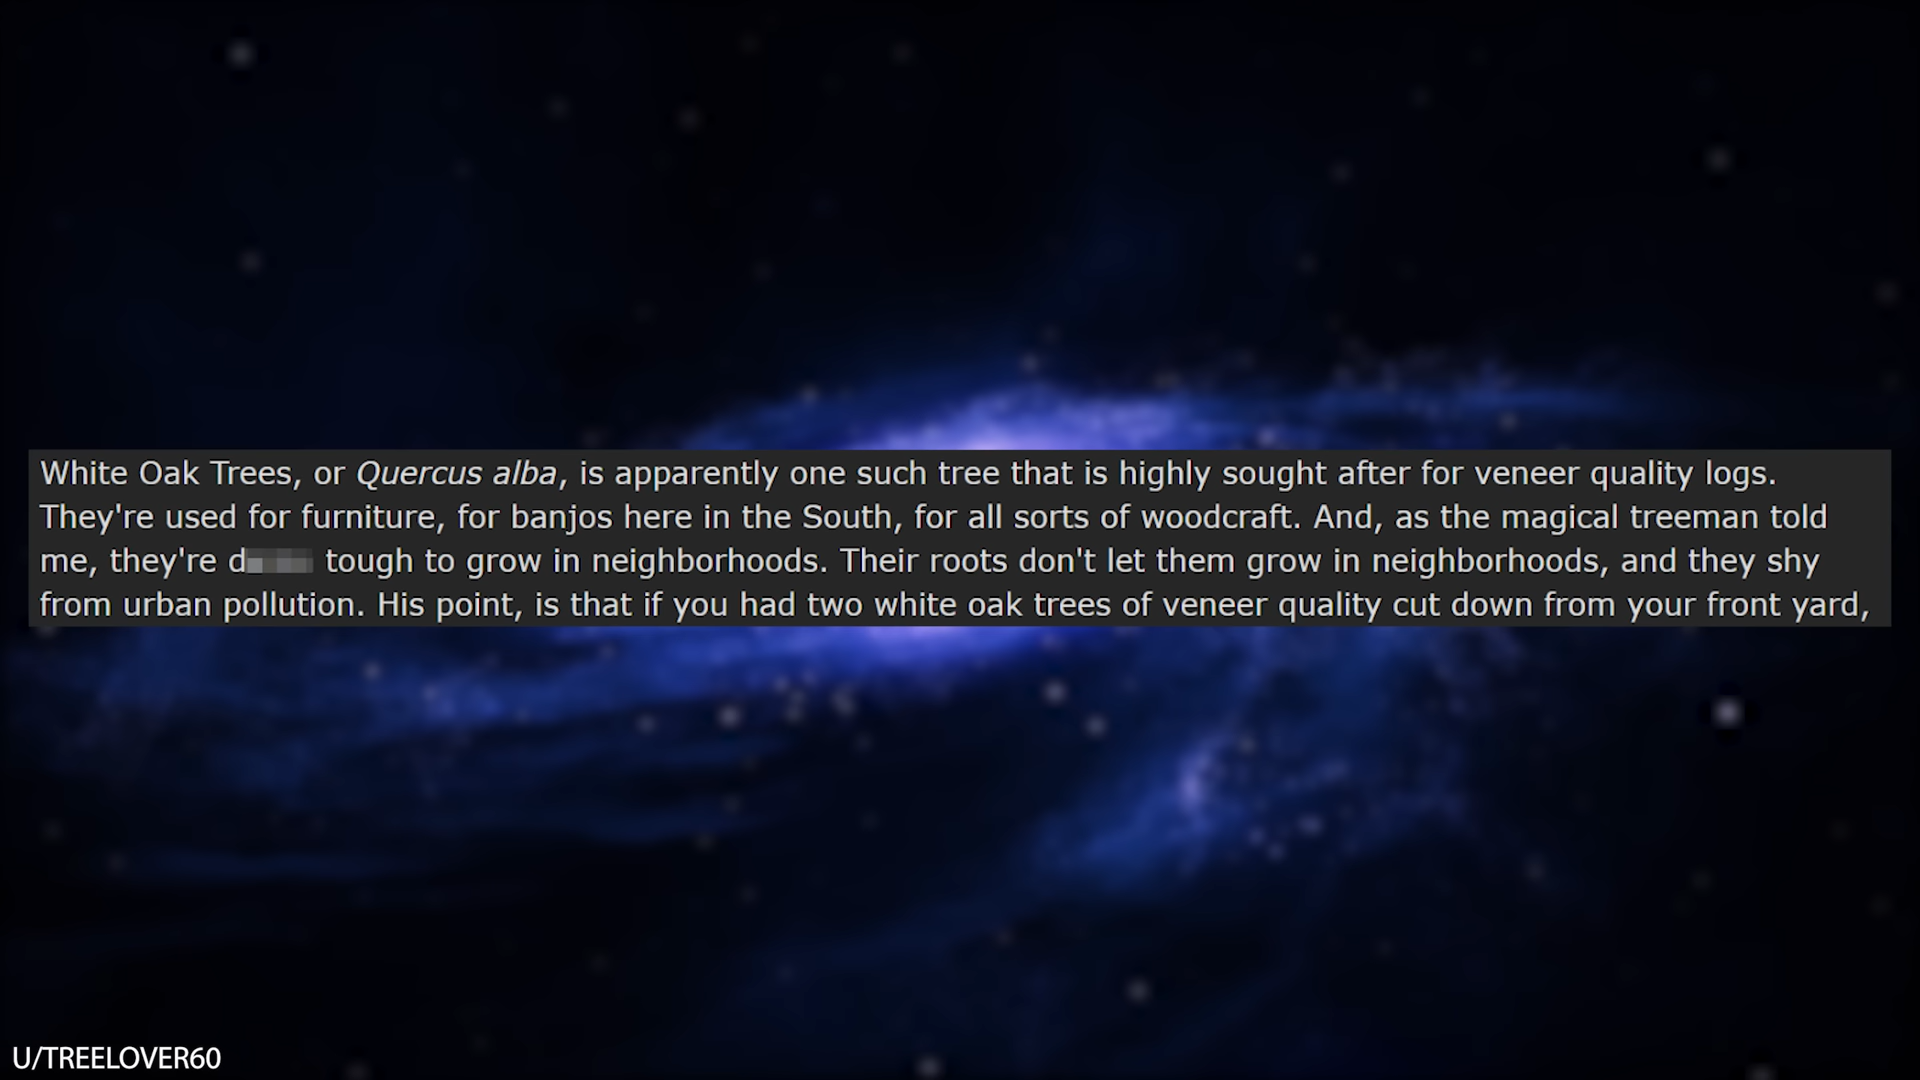 White Oak Trees, or Quercus alba, is apparently one such tree that is highly sought after for veneer quality logs.
They're used for furniture, for banjos here in the South, for all sorts of woodcraft. And, as the magical treeman told
me, they're d tough to grow in neighborhoods. Their roots don't let them grow in neighborhoods, and they shy
from urban pollution. His point, is that if you had two white oak trees of veneer quality cut down from your front yard,
U/TREELOVER60